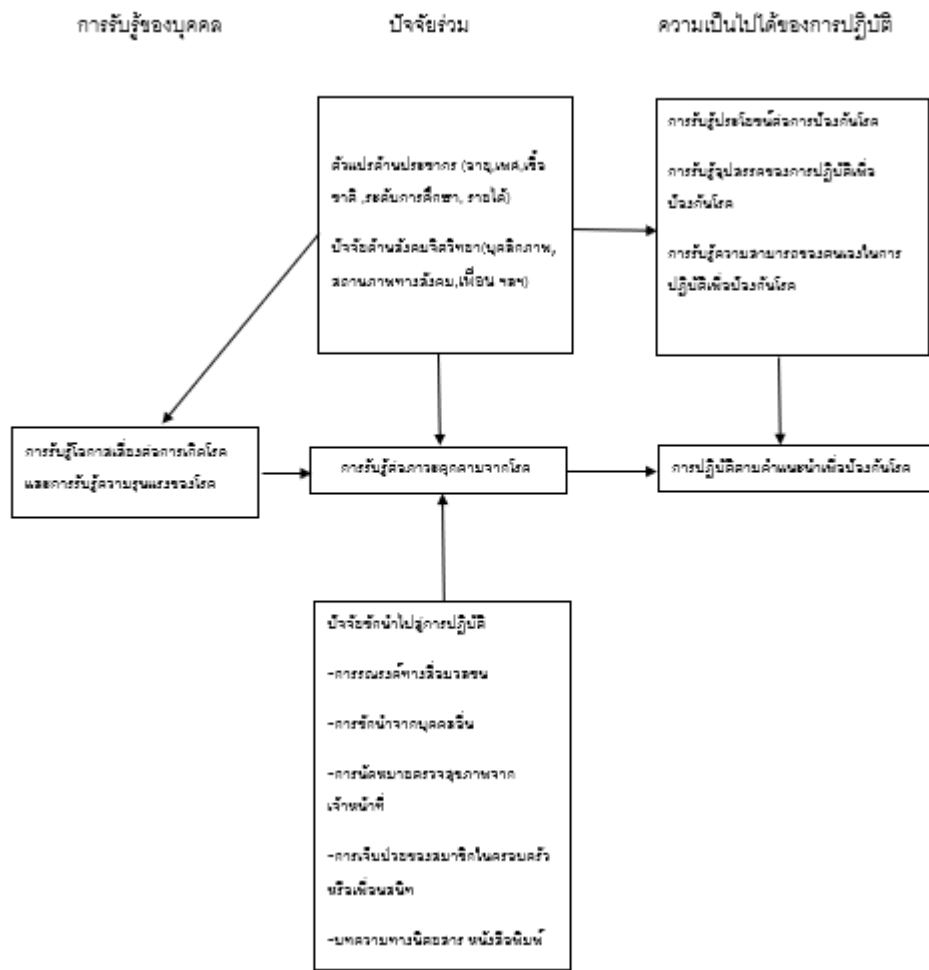 การรับรู้ของบุคคล
ปัจจัยร่วม
ความเป็นไปได้ของการปฏิบัติ
ตัวแปรด้านประชากร (อายุ,เพศ,เชื้อ
ชาติ ,ระดับการศึกษา, รายได้)
ปัจจัยด้านสังคมจิตวิทยา(บุคลิกภาพ,
สถานภาพทางสังคม,เพื่อน ฯลฯ)
การรับรู้ประโยชน์ต่อการป้องกันโรค
การรับรู้อุปสรรคของการปฏิบัติเพื่อ
ป้องกันโรค
การรับรู้ความสามารถของตนเองในการ
ปฏิบัติเพื่อป้องกันโรค
การรับรู้โอกาสเสี่ยงต่อการเกิดโรค
และการรับรู้ความรุนแรงของโรค
การรับรู้ต่อภาวะคุกคามจากโรค
การปฏิบัติตามคำแนะนำเพื่อป้องกันโรค
ปัจจัยชักนำไปสู่การปฏิบัติ
-การรณรงค์ทางสื่อมวลชน
-การชักนำจากบุคคลอื่น
-การนัดหมายตรวจสุขภาพจาก
เจ้าหน้าที่
-การเจ็บป่วยของสมาชิกในครอบครัว
หรือเพื่อนสนิท
-บทความทางนิตยสาร หนังสือพิมพ์